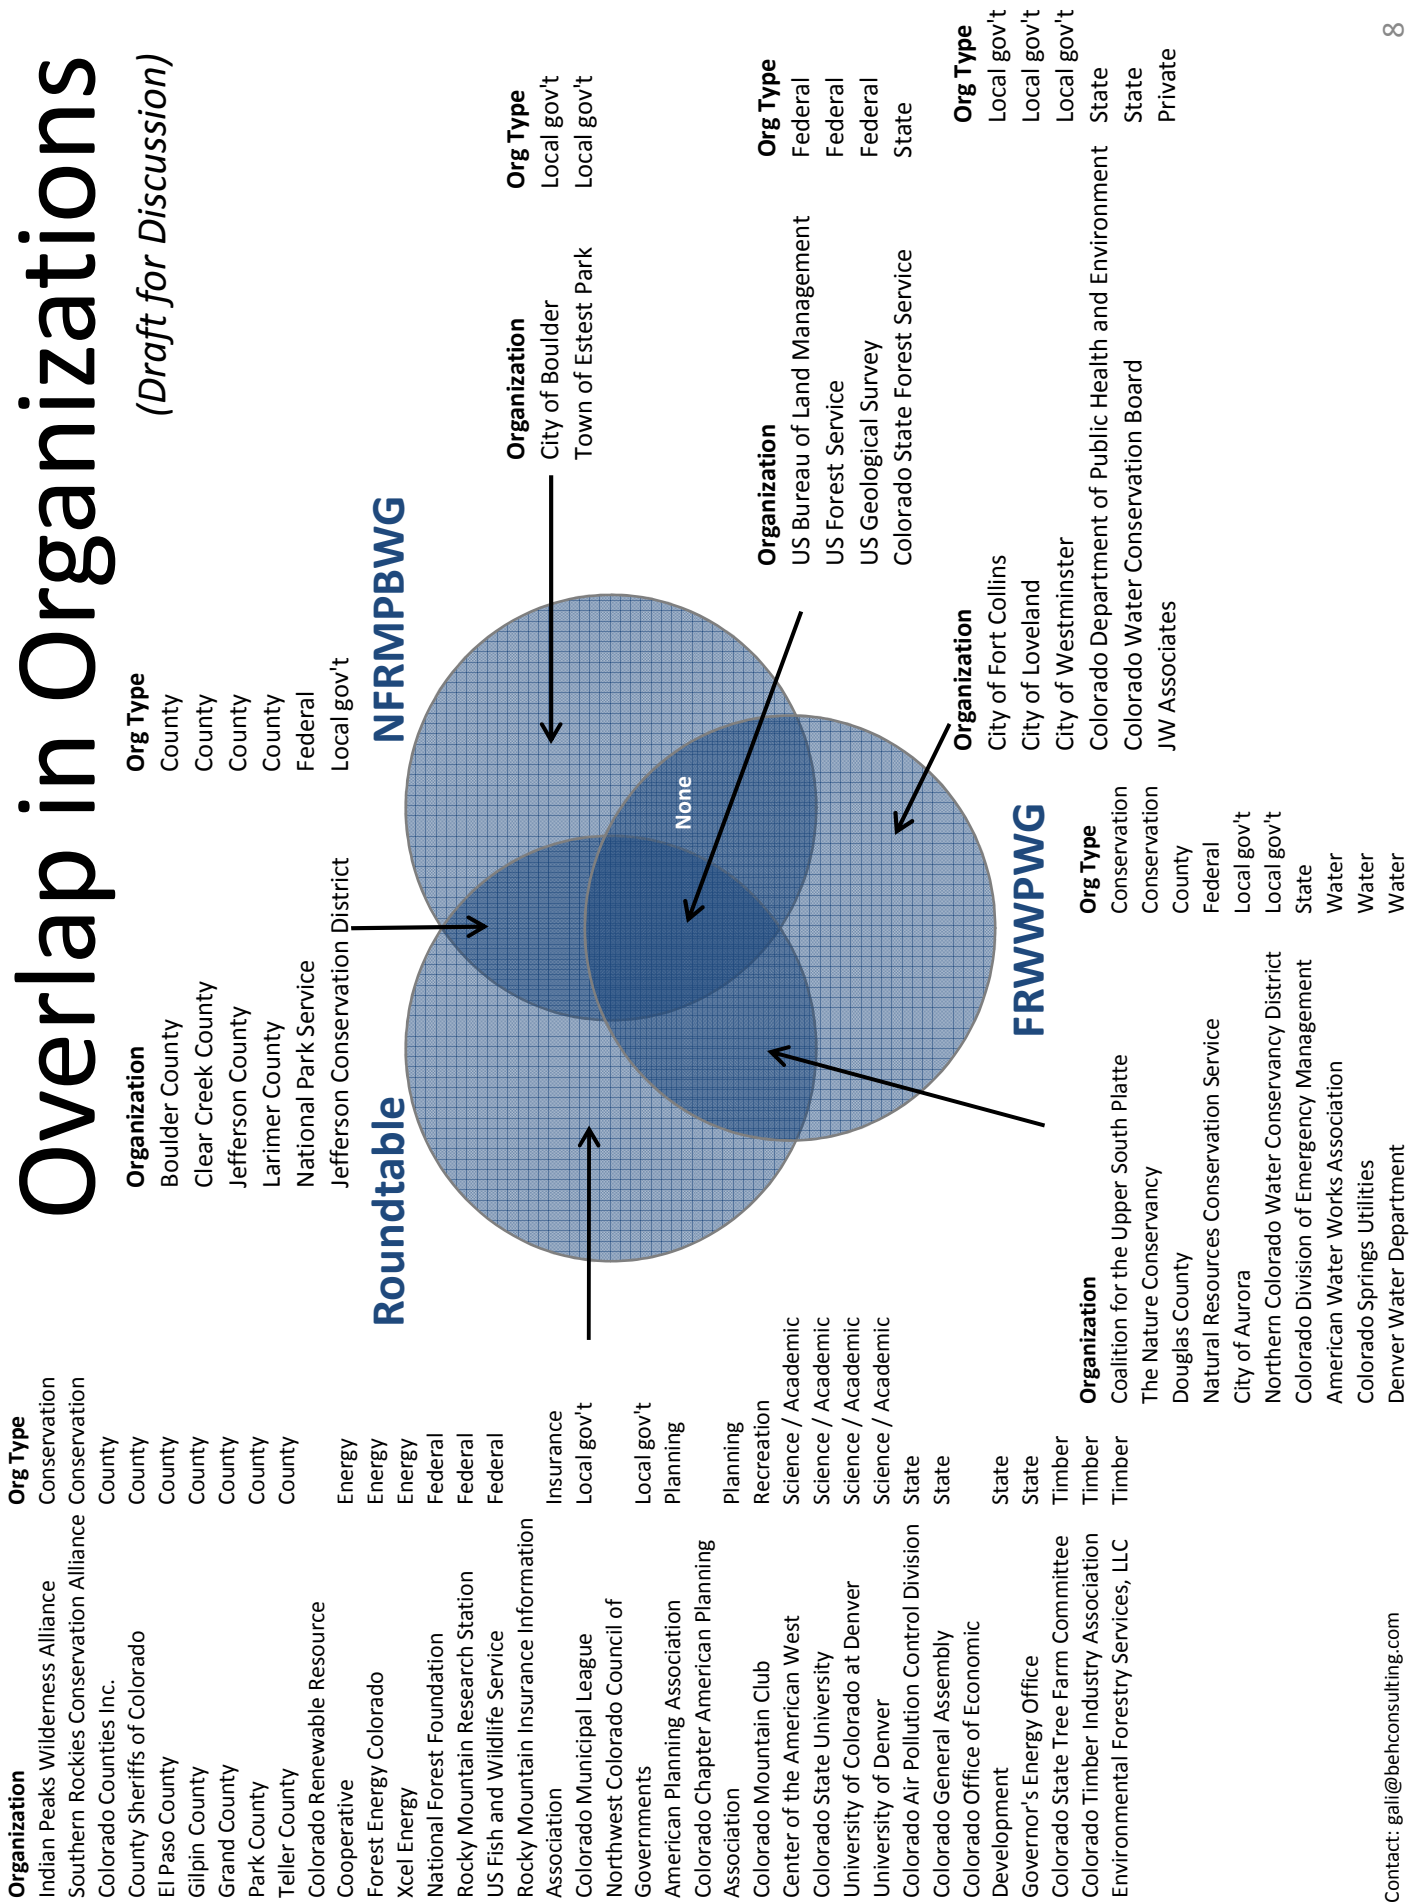 Overlap in Organizations
(Draft for Discussion)
Organization Org Type
Indian Peaks Wilderness Alliance Conservation
Southern Rockies Conservation Alliance Conservation
Colorado Counties Inc. County
County Sheriffs of Colorado County
El Paso County County
Gilpin County County
Grand County County
Park County County
Teller County County
Colorado Renewable Resource
Cooperative Energy
Forest Energy Colorado Energy
Xcel Energy Energy
National Forest Foundation Federal
Rocky Mountain Research Station Federal
US Fish and Wildlife Service Federal
Rocky Mountain Insurance Information
Association Insurance
Colorado Municipal League Local gov't
Northwest Colorado Council of
Governments Local gov't
American Planning Association Planning
Colorado Chapter American Planning
Association Planning
Colorado Mountain Club Recreation
Center of the American West Science / Academic
Colorado State University Science / Academic
University of Colorado at Denver Science / Academic
University of Denver Science / Academic
Colorado Air Pollution Control Division State
Colorado General Assembly State
Colorado Office of Economic
Development State
Governor's Energy Office State
Colorado State Tree Farm Committee Timber
Colorado Timber Industry Association Timber
Environmental Forestry Services, LLC Timber
Organization Org Type
Boulder County County
Clear Creek County County
Jefferson County County
Larimer County County
National Park Service Federal
Jefferson Conservation District Local gov't
Roundtable
NFRMPBWG
None
FRWWPWG
Organization Org Type
City of Boulder Local gov't
Town of Estest Park Local gov't
Organization Org Type
US Bureau of Land Management Federal
US Forest Service Federal
US Geological Survey Federal
Colorado State Forest Service State
Organization Org Type
City of Fort Collins Local gov't
City of Loveland Local gov't
City of Westminster Local gov't
Colorado Department of Public Health and Environment State
Colorado Water Conservation Board State
JW Associates Private
Organization Org Type
Coalition for the Upper South Platte Conservation
The Nature Conservancy Conservation
Douglas County County
Natural Resources Conservation Service Federal
City of Aurora Local gov't
Northern Colorado Water Conservancy District Local gov't
Colorado Division of Emergency Management State
American Water Works Association Water
Colorado Springs Utilities Water
Denver Water Department Water
Contact: gali@behconsulting.com
8